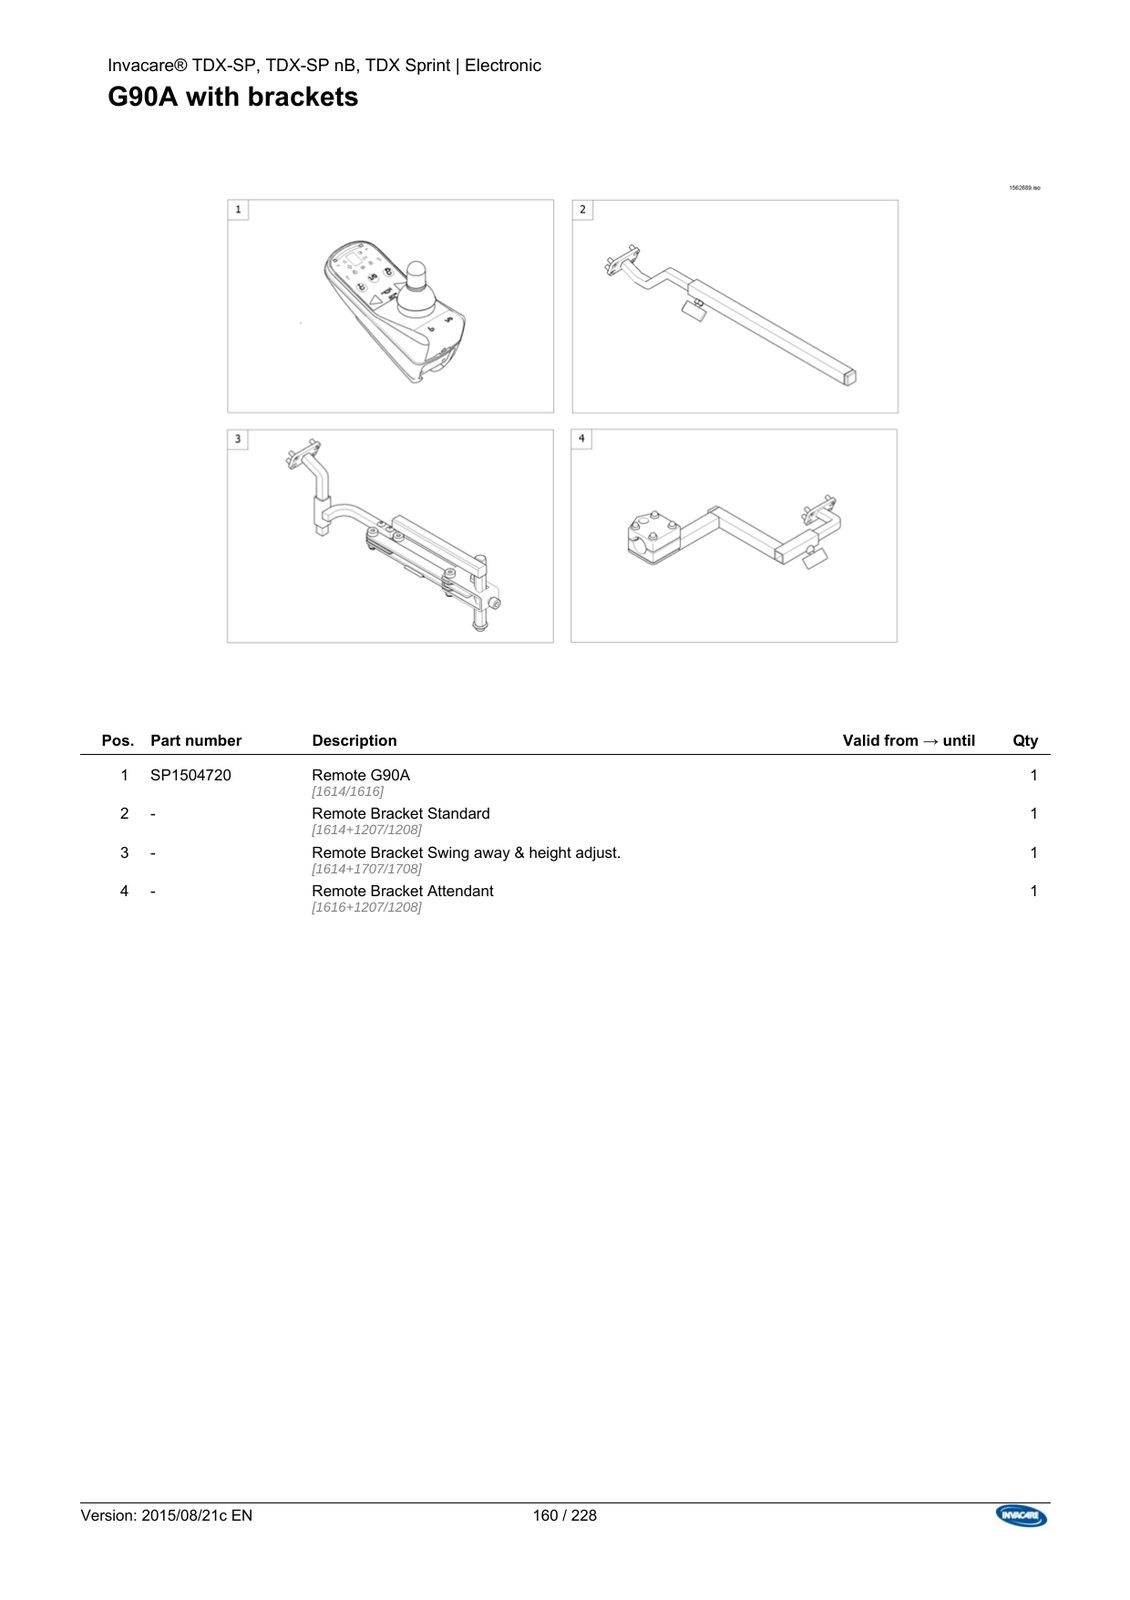 Invacare® TDX-SP, TDX-SP nB, TDX Sprint | Electronic
G90A with brackets
1562689.iso
1
2
3
4
Pos. Part number Description Valid from → until Qty
1 SP1504720 Remote G90A 1
[1614/1616]
2 - Remote Bracket Standard 1
[1614+1207/1208]
3 - Remote Bracket Swing away & height adjust. 1
[1614+1707/1708]
4 - Remote Bracket Attendant 1
[1616+1207/1208]
Version: 2015/08/21c EN 160 / 228 INVACARE